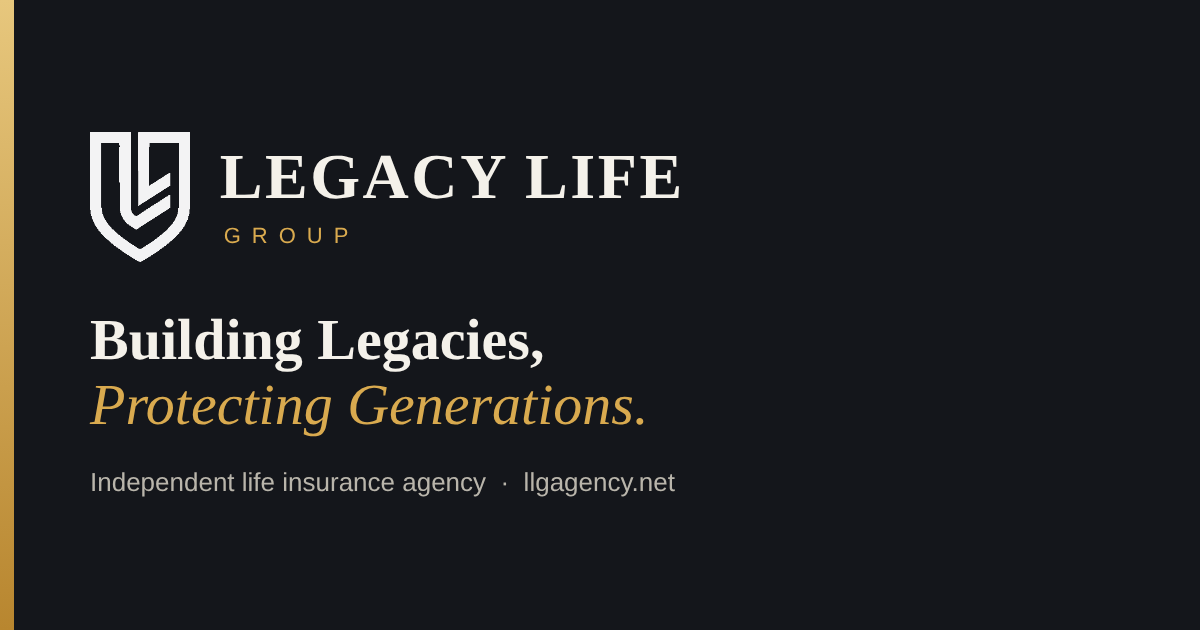 LEGACY LIFE
GROUP
Building Legacies,
Protecting Generations.
Independent life insurance agency · llgagency.net